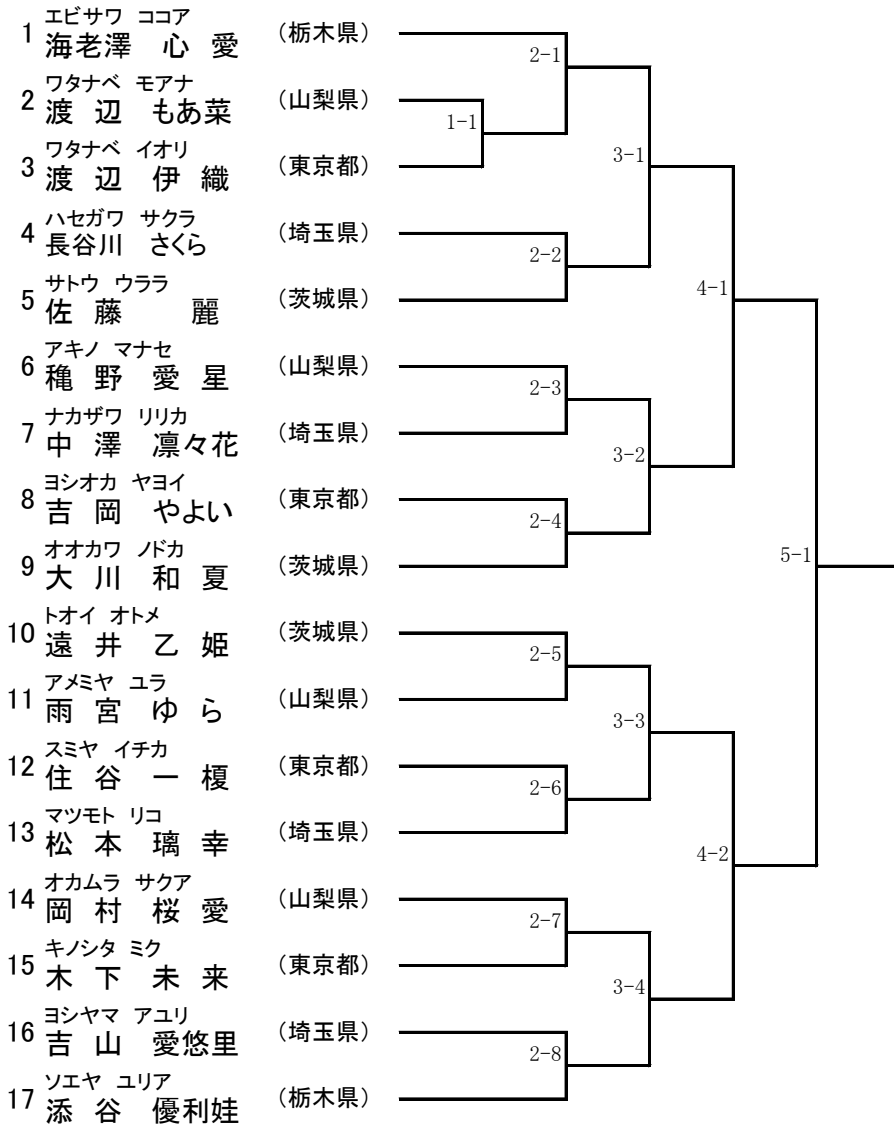 エビサワ ココア
1 海老澤 心 愛 (栃木県)
2-1
ワタナベ モアナ
2 渡 辺 もあ菜 (山梨県)
1-1
ワタナベ イオリ
3 渡 辺 伊 織 (東京都)
3-1
ハセガワ サクラ
4 長谷川 さくら (埼玉県)
2-2
サトウ ウララ
5 佐 藤 麗 (茨城県)
4-1
アキノ マナセ
6 穐 野 愛 星 (山梨県)
2-3
ナカザワ リリカ
7 中 澤 凛々花 (埼玉県)
3-2
ヨシオカ ヤヨイ
8 吉 岡 やよい (東京都)
2-4
オオカワ ノドカ
9 大 川 和 夏 (茨城県)
5-1
トオイ オトメ
10 遠 井 乙 姫 (茨城県)
2-5
アメミヤ ユラ
11 雨 宮 ゆ ら (山梨県)
3-3
スミヤ イチカ
12 住 谷 一 榎 (東京都)
2-6
マツモト リコ
13 松 本 璃 幸 (埼玉県)
4-2
オカムラ サクア
14 岡 村 桜 愛 (山梨県)
2-7
キノシタ ミク
15 木 下 未 来 (東京都)
3-4
ヨシヤマ アユリ
16 吉 山 愛悠里 (埼玉県)
2-8
ソエヤ ユリア
17 添 谷 優利娃 (栃木県)